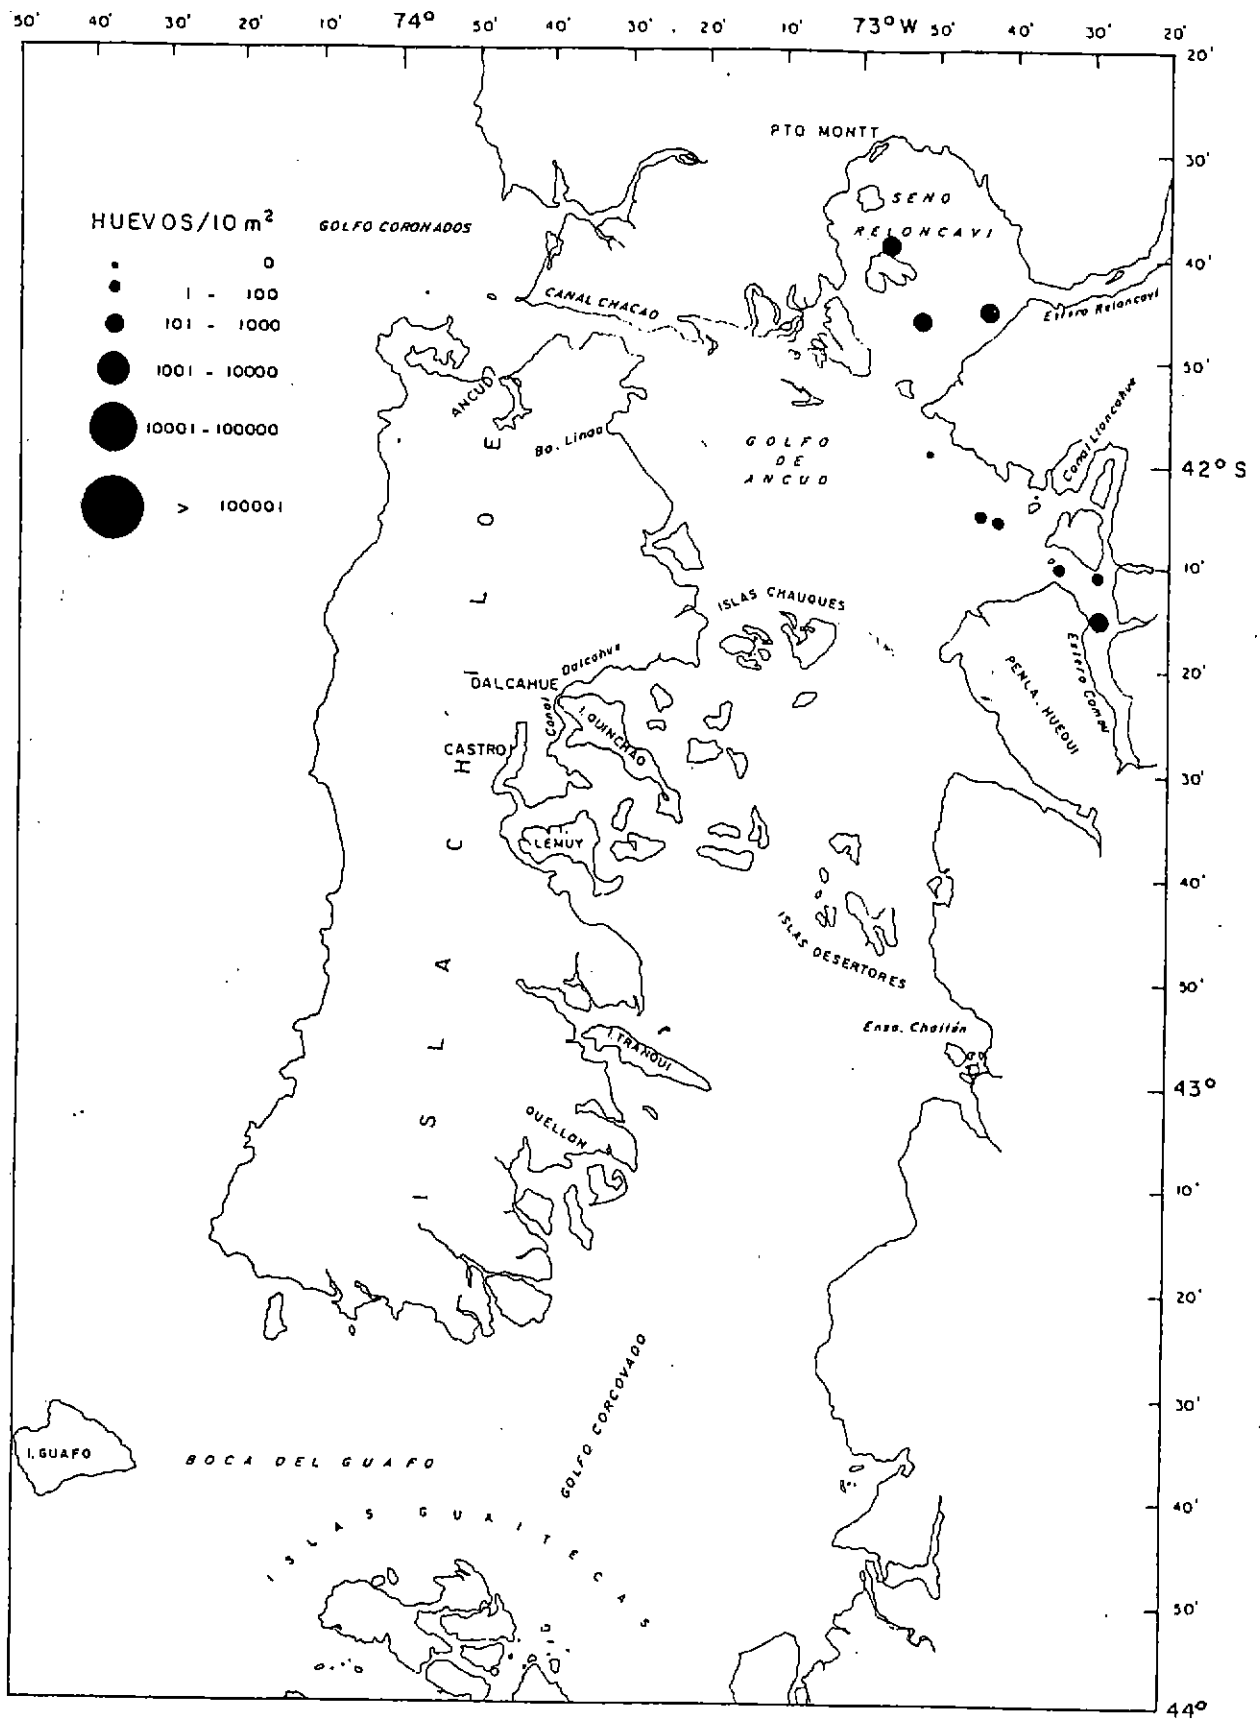 50' 40' 30' 20' 10' 74° 50' 40' 30' 20' 10' 73°W 50' 40' 30' 20'
20'
PTO MONTT
30'
SENO
RELONCAVI
HUEVOS/10 m²
GOLFO CORONADOS
0
40'
1 - 100
CANAL CHACAO
Estero Reloncavi
101 - 1000
50'
1001 - 10000
ANCUD
Canal Llancahue
10001 - 100000
Ba. Linao
GOLFO
DE
ANCUD
42° S
> 100001
10'
ISLAS CHAUQUES
Estero Comau
PENLA. HUEQUI
Canal Dalcahue
DALCAHUE
20'
I. QUINCHAO
CASTRO
30'
I.
LEMUY
40'
ISLAS DESERTORES
50'
Ensa. Chaitén
I. TRANQUI
43°
QUELLON
ISLA CHILOE
10'
20'
GOLFO CORCOVADO
30'
I. GUAFO
BOCA DEL GUAFO
40'
ISLAS GUAITECAS
50'
44°